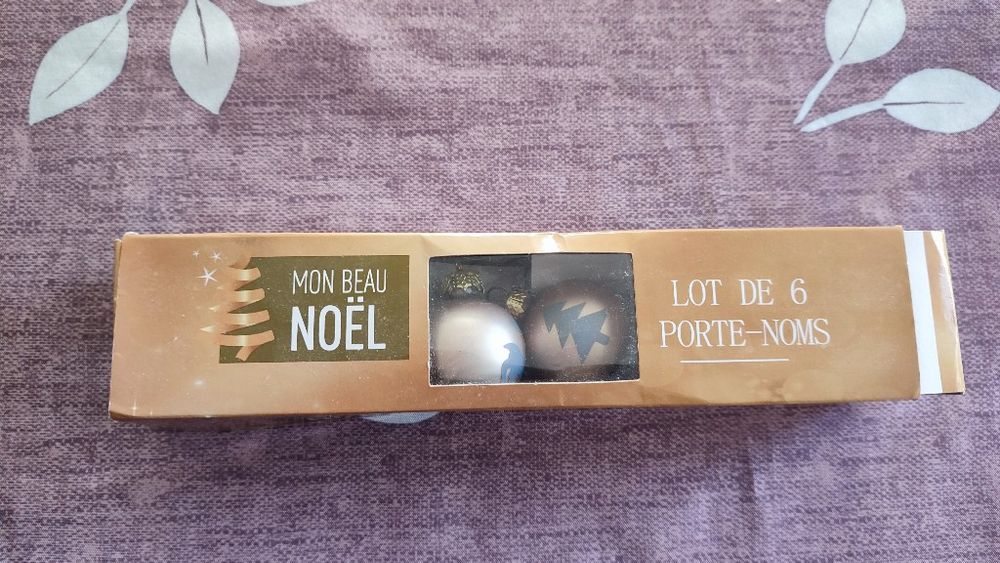 MON BEAU
NOËL
LOT DE 6
PORTE-NOMS